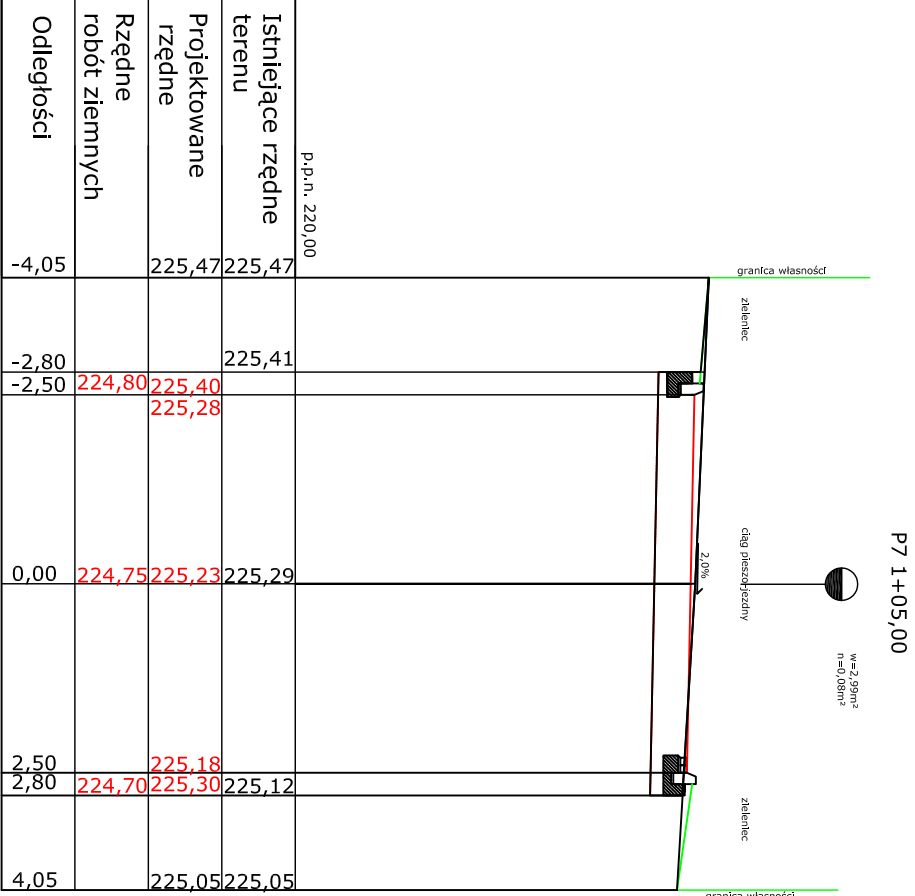 P7 1+05,00
w=2,99m²
n=0,08m²
granica własności
zieleniec
ciąg pieszo-jezdny
zieleniec
granica własności
2,0%
p.p.n. 220,00
Istniejące rzędne
terenu
225,47
225,41
225,29
225,12
225,05
Projektowane
rzędne
225,47
225,40
225,28
225,23
225,18
225,30
225,05
Rzędne
robót ziemnych
224,80
224,75
224,70
Odległości
-4,05
-2,80
-2,50
0,00
2,50
2,80
4,05